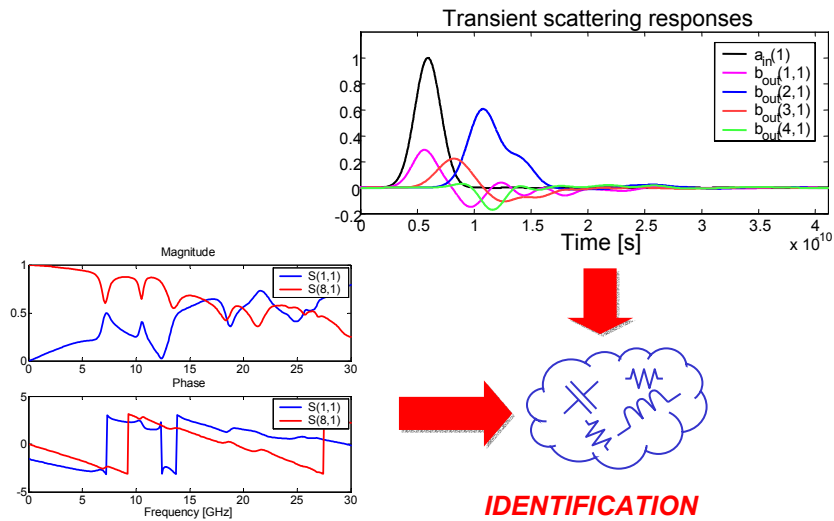 Transient scattering responses
1
0.8
0.6
0.4
0.2
0
-0.2
0 0.5 1 1.5 2 2.5 3 3.5 4
Time [s]
x 10^10
a_in(1)
b_out(1,1)
b_out(2,1)
b_out(3,1)
b_out(4,1)
Magnitude
1
0.5
0
0 5 10 15 20 25 30
S(1,1)
S(8,1)
Phase
5
0
-5
0 5 10 15 20 25 30
S(1,1)
S(8,1)
Frequency [GHz]
IDENTIFICATION